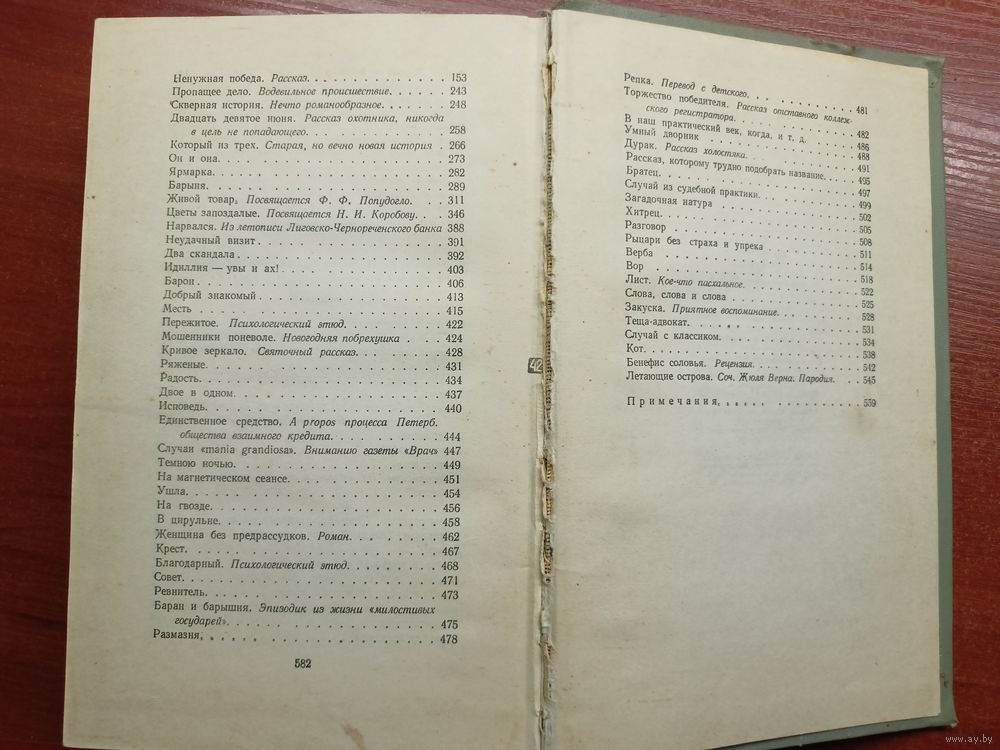 Ненужная победа. Рассказ. . . . . . . . . . . . . 153
Пропащее дело. Водевильное происшествие. . . . . . 243
Скверная история. Нечто романообразное. . . . . . . 248
Двадцать девятое июня. Рассказ охотника, никогда
в цель не попадающего. . . . . . . . . . . . . 258
Который из трех. Старая, но вечно новая история . 266
Он и она. . . . . . . . . . . . . . . . . . . . 273
Ярмарка. . . . . . . . . . . . . . . . . . . . 282
Барыня. . . . . . . . . . . . . . . . . . . . 289
Живой товар. Посвящается Ф. Ф. Попудогло. . . . . 311
Цветы запоздалые. Посвящается Н. И. Коробову. . . 346
Нарвался. Из летописи Лиговско-Чернореченского банка 388
Неудачный визит . . . . . . . . . . . . . . . . 391
Два скандала . . . . . . . . . . . . . . . . . 392
Идиллия — увы и ах! . . . . . . . . . . . . . . 403
Барон . . . . . . . . . . . . . . . . . . . . 406
Добрый знакомый . . . . . . . . . . . . . . . . 413
Месть . . . . . . . . . . . . . . . . . . . . 415
Пережитое. Психологический этюд. . . . . . . . . 422
Мошенники поневоле. Новогодняя побрехушка . . . . 424
Кривое зеркало. Святочный рассказ. . . . . . . . 428
Ряженые. . . . . . . . . . . . . . . . . . . . 431
Радость. . . . . . . . . . . . . . . . . . . . 434
Двое в одном. . . . . . . . . . . . . . . . . . 437
Исповедь. . . . . . . . . . . . . . . . . . . 440
Единственное средство. A propos процесса Петерб.
общества взаимного кредита. . . . . . . . . . 444
Случаи «mania grandiosa». Вниманию газеты «Врач» 447
Темною ночью. . . . . . . . . . . . . . . . . . 449
На магнетическом сеансе. . . . . . . . . . . . . 451
Ушла. . . . . . . . . . . . . . . . . . . . . 454
На гвозде. . . . . . . . . . . . . . . . . . . 456
В цирульне. . . . . . . . . . . . . . . . . . . 458
Женщина без предрассудков. Роман. . . . . . . . . 462
Крест. . . . . . . . . . . . . . . . . . . . . 467
Благодарный. Психологический этюд. . . . . . . . 468
Совет. . . . . . . . . . . . . . . . . . . . . 471
Ревнитель. . . . . . . . . . . . . . . . . . . 473
Баран и барышня. Эпизодик из жизни «милостивых
государей». . . . . . . . . . . . . . . . . . 475
Размазня. . . . . . . . . . . . . . . . . . . . 478
582
Репка. Перевод с детского. . . . . . . . . . . . 481
Торжество победителя. Рассказ отставного коллеж-
ского регистратора. . . . . . . . . . . . . . 482
В наш практический век, когда, и т. д. . . . . . 486
Умный дворник . . . . . . . . . . . . . . . . . 488
Дурак. Рассказ холостяка. . . . . . . . . . . . 491
Рассказ, которому трудно подобрать название. . . 495
Братец. . . . . . . . . . . . . . . . . . . . . 497
Случай из судебной практики. . . . . . . . . . . 499
Загадочная натура . . . . . . . . . . . . . . . 502
Хитрец. . . . . . . . . . . . . . . . . . . . . 505
Разговор . . . . . . . . . . . . . . . . . . . 508
Рыцари без страха и упрека . . . . . . . . . . . 511
Верба . . . . . . . . . . . . . . . . . . . . . 514
Вор . . . . . . . . . . . . . . . . . . . . . . 518
Лист. Кое-что пасхальное. . . . . . . . . . . . 522
Слова, слова и слова . . . . . . . . . . . . . . 525
Закуска. Приятное воспоминание. . . . . . . . . 528
Теща-адвокат. . . . . . . . . . . . . . . . . . 531
Случай с классиком. . . . . . . . . . . . . . . 534
Кот. . . . . . . . . . . . . . . . . . . . . . 538
Бенефис соловья. Рецензия. . . . . . . . . . . . 542
Летающие острова. Соч. Жюля Верна. Пародия. . . 545
Примечания. . . . . . . . . . . . . . . . . . . 559
42
www.ay.by